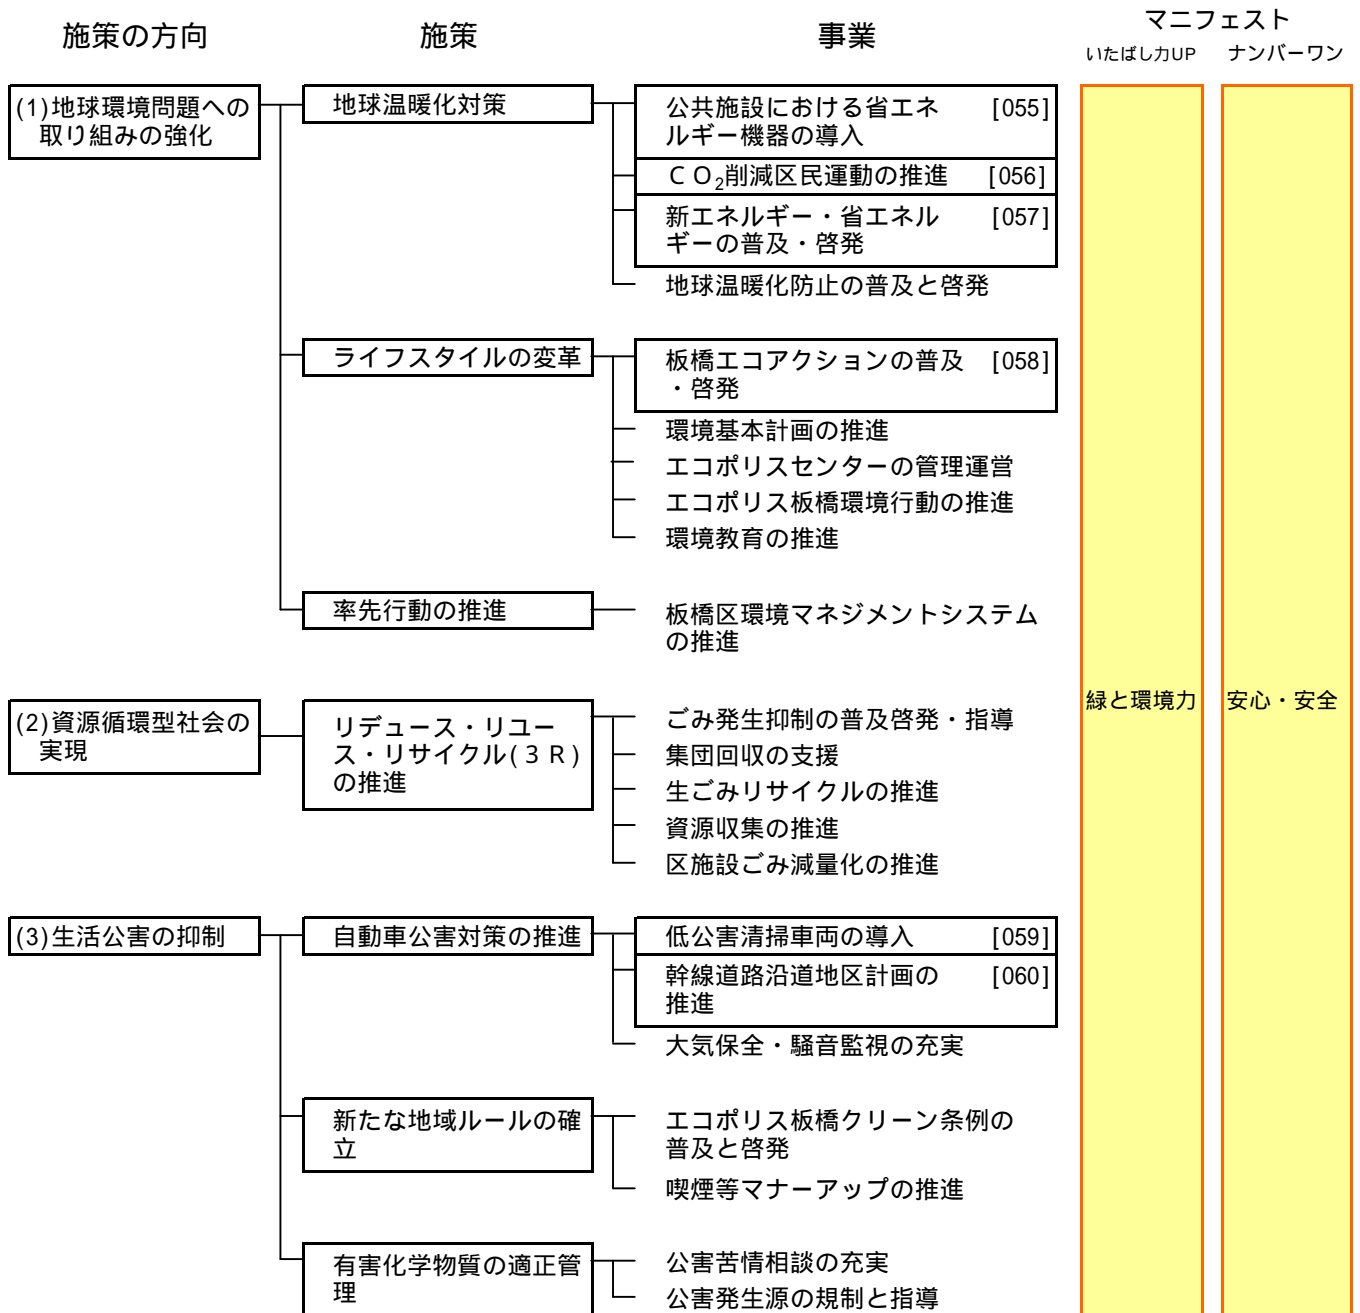 施策の方向
施策
事業
マニフェスト
いたばし力UP
ナンバーワン
(1)地球環境問題への
取り組みの強化
地球温暖化対策
公共施設における省エネ [055]
ルギー機器の導入
ＣＯ2削減区民運動の推進 [056]
新エネルギー・省エネル [057]
ギーの普及・啓発
地球温暖化防止の普及と啓発
ライフスタイルの変革
板橋エコアクションの普及 [058]
・啓発
環境基本計画の推進
エコポリスセンターの管理運営
エコポリス板橋環境行動の推進
環境教育の推進
率先行動の推進
板橋区環境マネジメントシステム
の推進
緑と環境力
安心・安全
(2)資源循環型社会の
実現
リデュース・リユー
ス・リサイクル(３Ｒ)
の推進
ごみ発生抑制の普及啓発・指導
集団回収の支援
生ごみリサイクルの推進
資源収集の推進
区施設ごみ減量化の推進
(3)生活公害の抑制
自動車公害対策の推進
低公害清掃車両の導入 [059]
幹線道路沿道地区計画の [060]
推進
大気保全・騒音監視の充実
新たな地域ルールの確
立
エコポリス板橋クリーン条例の
普及と啓発
喫煙等マナーアップの推進
有害化学物質の適正管
理
公害苦情相談の充実
公害発生源の規制と指導